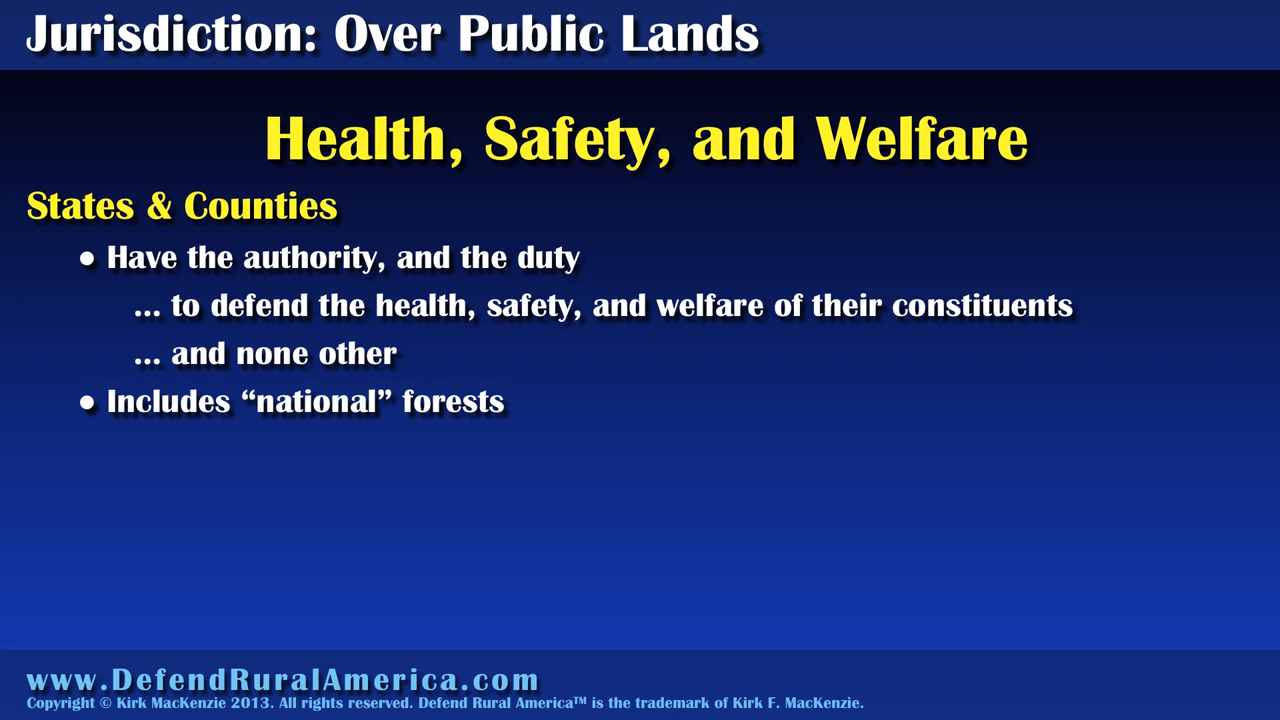 Jurisdiction: Over Public Lands
Health, Safety, and Welfare
States & Counties
● Have the authority, and the duty
... to defend the health, safety, and welfare of their constituents
... and none other
● Includes “national” forests
www.DefendRuralAmerica.com
Copyright © Kirk MacKenzie 2013. All rights reserved. Defend Rural America™ is the trademark of Kirk F. MacKenzie.